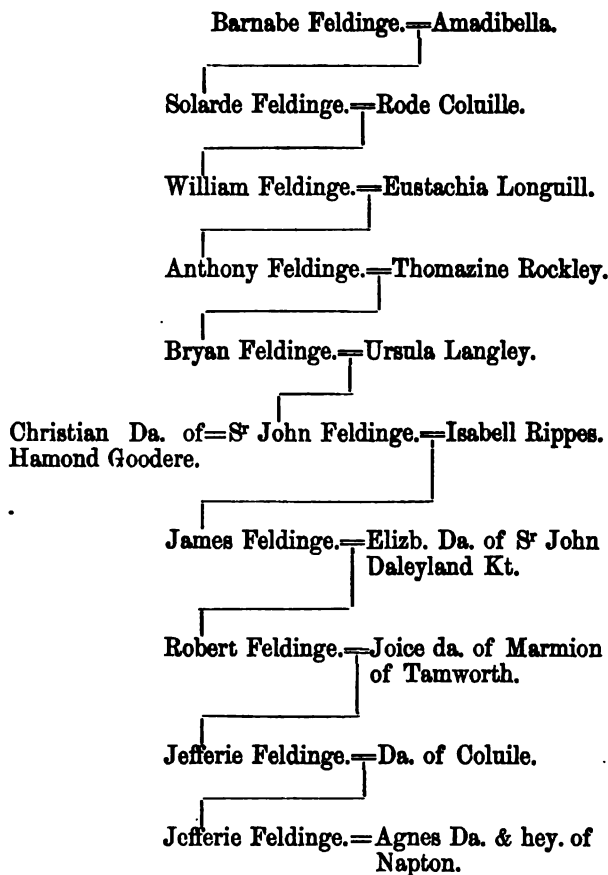 Barnabe Feldinge.=Amadibella.
Solarde Feldinge.=Rode Coluille.
William Feldinge.=Eustachia Longuill.
Anthony Feldinge.=Thomazine Rockley.
Bryan Feldinge.=Ursula Langley.
Christian Da. of=Sr John Feldinge.=Isabell Rippes.
Hamond Goodere.
James Feldinge.=Elizb. Da. of Sr John
Daleyland Kt.
Robert Feldinge.=Joice da. of Marmion
of Tamworth.
Jefferie Feldinge.=Da. of Coluile.
Jefferie Feldinge.=Agnes Da. & hey. of
Napton.